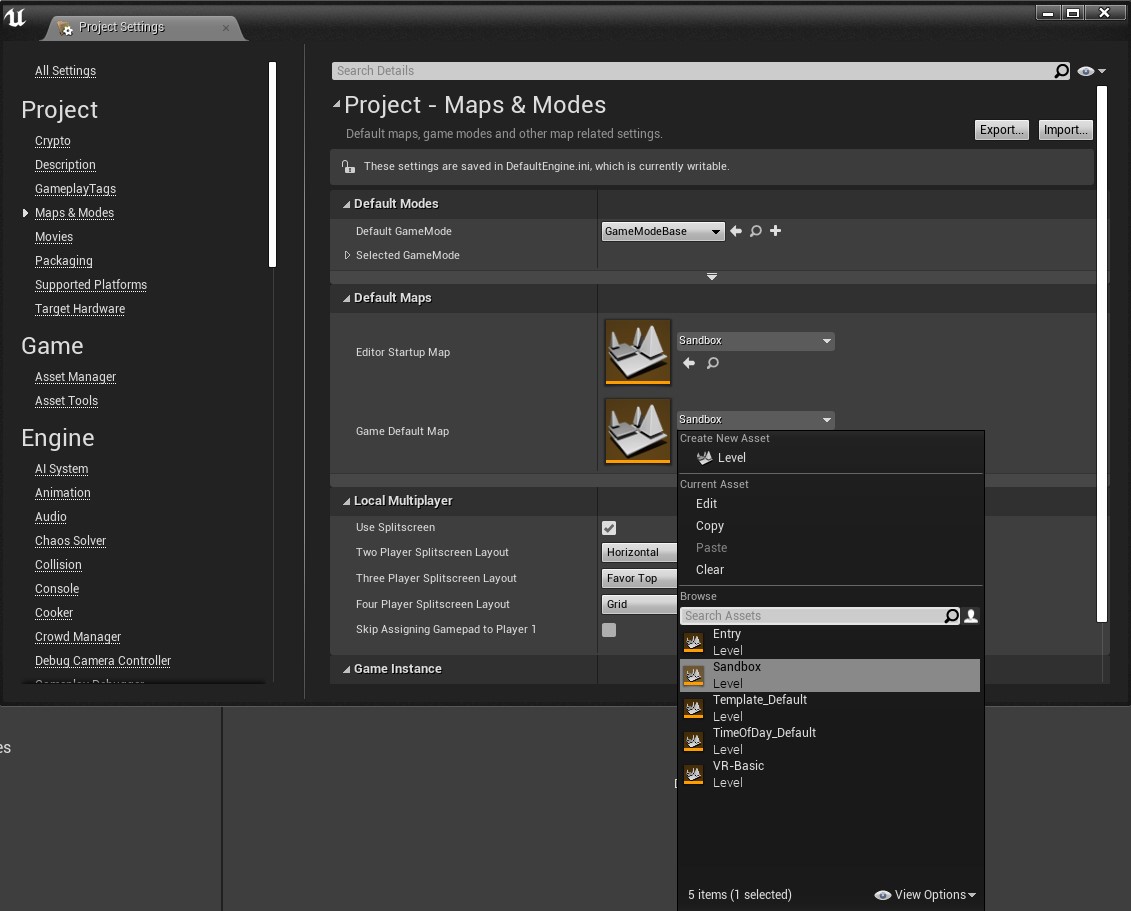 Project Settings
All Settings
Project
Crypto
Description
GameplayTags
Maps & Modes
Movies
Packaging
Supported Platforms
Target Hardware
Game
Asset Manager
Asset Tools
Engine
AI System
Animation
Audio
Chaos Solver
Collision
Console
Cooker
Crowd Manager
Debug Camera Controller
Gameplay Debugger
Search Details
Project - Maps & Modes
Default maps, game modes and other map related settings.
Export...
Import...
These settings are saved in DefaultEngine.ini, which is currently writable.
Default Modes
Default GameMode
GameModeBase
Selected GameMode
Default Maps
Editor Startup Map
Sandbox
Game Default Map
Sandbox
Local Multiplayer
Use Splitscreen
Two Player Splitscreen Layout
Horizontal
Three Player Splitscreen Layout
Favor Top
Four Player Splitscreen Layout
Grid
Skip Assigning Gamepad to Player 1
Game Instance
Create New Asset
Level
Current Asset
Edit
Copy
Paste
Clear
Browse
Search Assets
Entry
Level
Sandbox
Level
Template_Default
Level
TimeOfDay_Default
Level
VR-Basic
Level
5 items (1 selected)
View Options
es